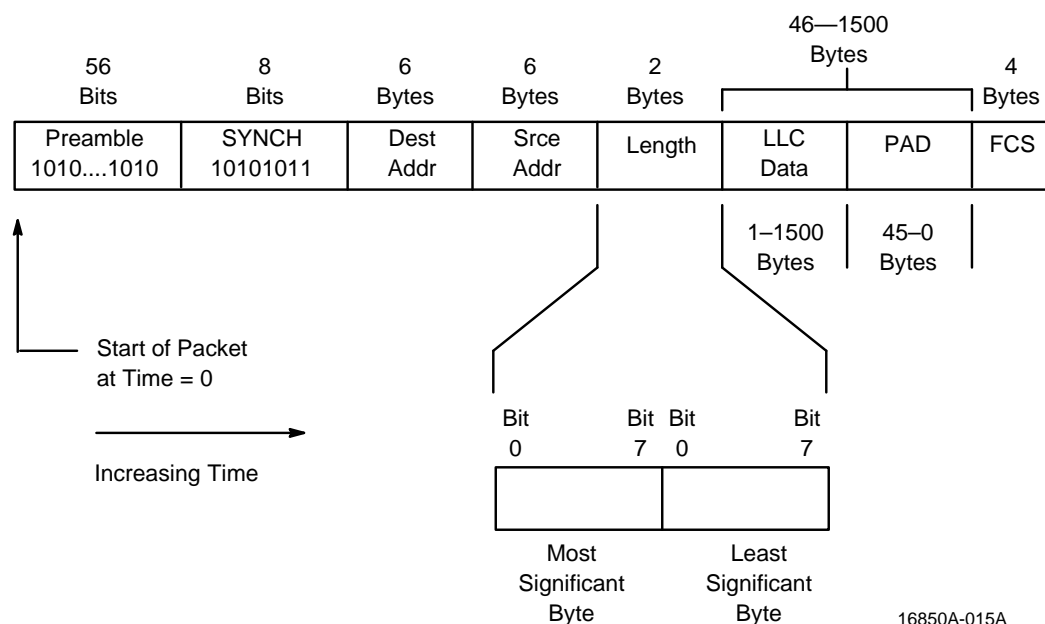 46—1500
Bytes
56
Bits
8
Bits
6
Bytes
6
Bytes
2
Bytes
4
Bytes
Preamble
1010....1010
SYNCH
10101011
Dest
Addr
Srce
Addr
Length
LLC
Data
PAD
FCS
1–1500
Bytes
45–0
Bytes
Start of Packet
at Time = 0
Increasing Time
Bit
0
Bit
7
Bit
0
Bit
7
Most
Significant
Byte
Least
Significant
Byte
16850A-015A